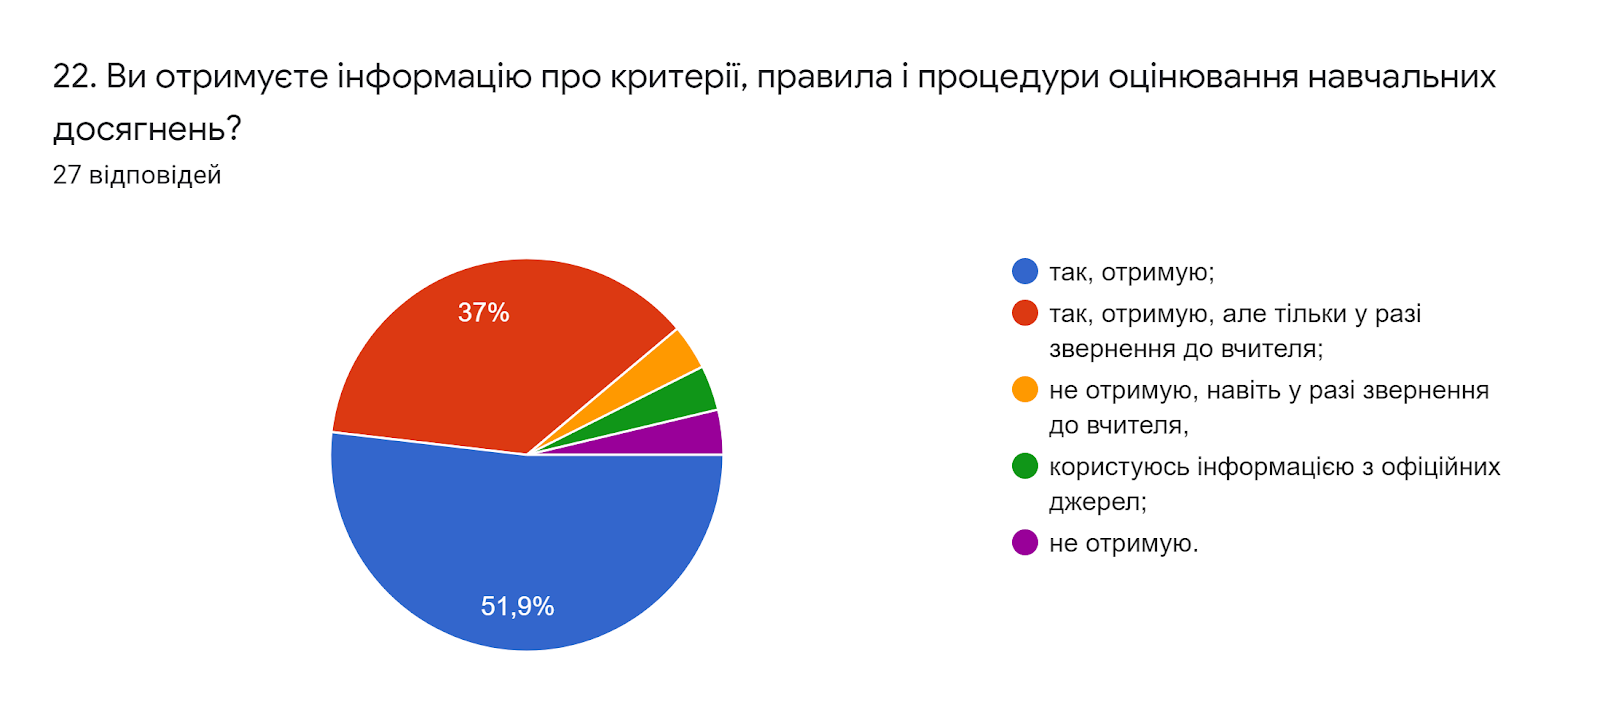 22. Ви отримуєте інформацію про критерії, правила і процедури оцінювання навчальних
досягнень?
27 відповідей
37%
51,9%
так, отримую;
так, отримую, але тільки у разі
звернення до вчителя;
не отримую, навіть у разі звернення
до вчителя,
користуюсь інформацією з офіційних
джерел;
не отримую.